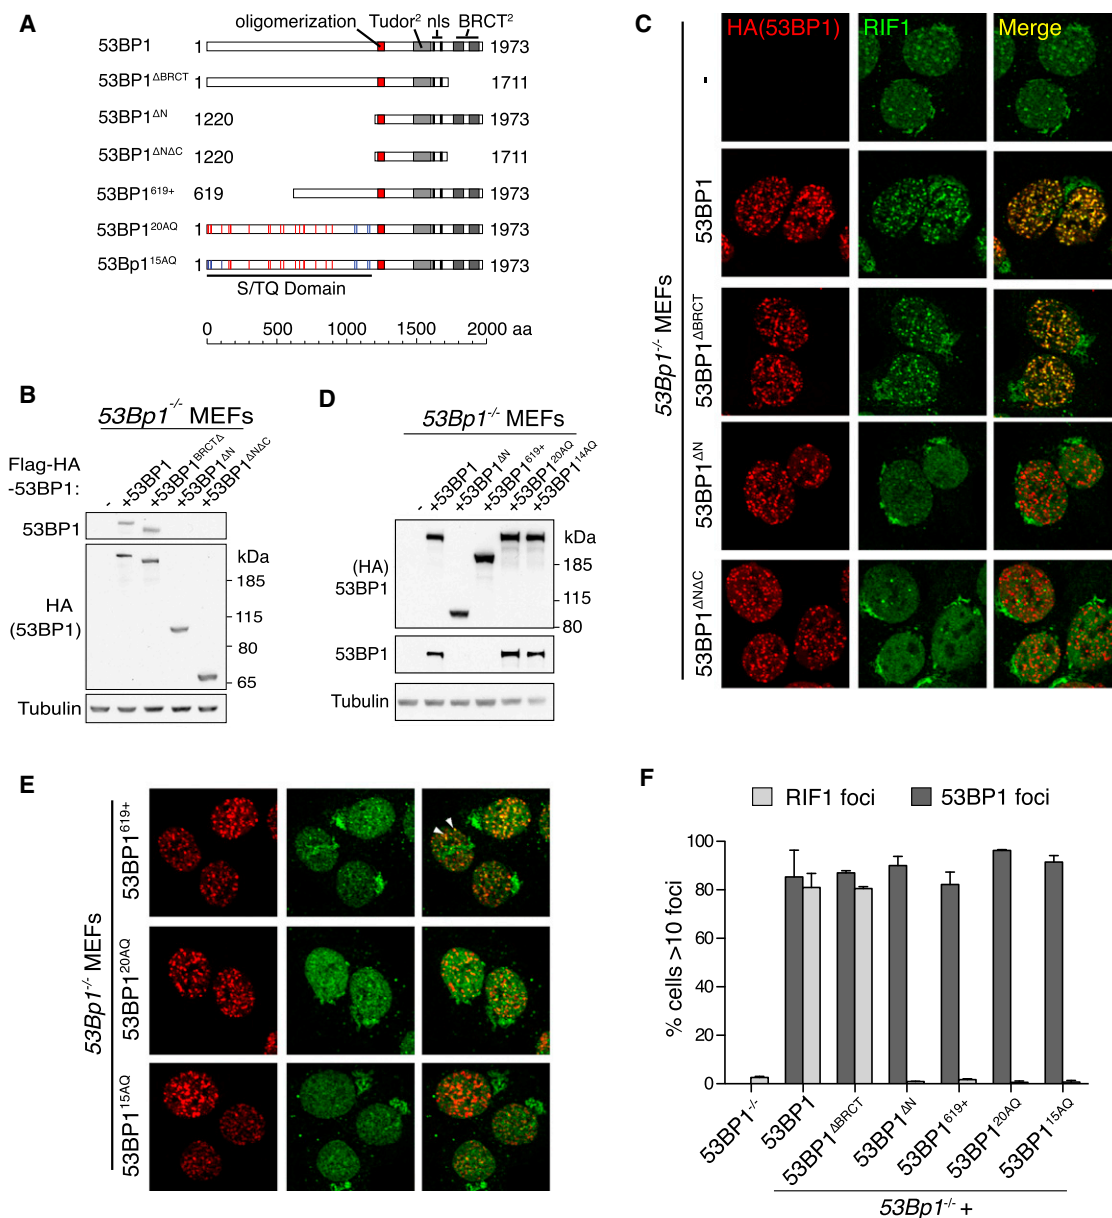 A
oligomerization Tudor² nls BRCT²
53BP1 1 1973
53BP1ΔBRCT 1 1711
53BP1ΔN 1220 1973
53BP1ΔNΔC 1220 1711
53BP1619+ 619 1973
53BP120AQ 1 1973
53Bp115AQ 1 1973
S/TQ Domain
0 500 1000 1500 2000 aa
B
53Bp1-/- MEFs
Flag-HA
-53BP1:
- +53BP1 +53BP1BRCTΔ +53BP1ΔN +53BP1ΔNΔC
53BP1
kDa
185
HA
(53BP1)
115
80
65
Tubulin
C
HA(53BP1) RIF1 Merge
53Bp1-/- MEFs
-
53BP1
53BP1ΔBRCT
53BP1ΔN
53BP1ΔNΔC
D
53Bp1-/- MEFs
- +53BP1 +53BP1ΔN +53BP1619+ +53BP120AQ +53BP114AQ
kDa
(HA)
53BP1
185
115
80
53BP1
Tubulin
E
53Bp1-/- MEFs
53BP1619+
53BP120AQ
53BP115AQ
F
RIF1 foci 53BP1 foci
% cells >10 foci
100
80
60
40
20
0
53BP1-/- 53BP1 53BP1ΔBRCT 53BP1ΔN 53BP1619+ 53BP120AQ 53BP115AQ
53Bp1-/- +